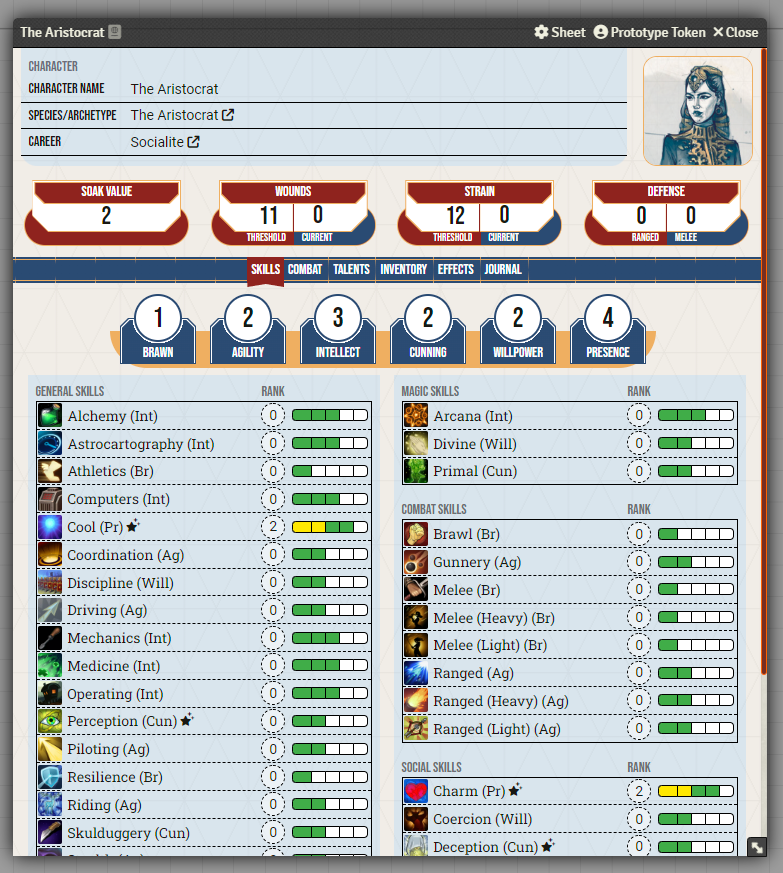 The Aristocrat Sheet Prototype Token Close
CHARACTER
CHARACTER NAME The Aristocrat
SPECIES/ARCHETYPE The Aristocrat
CAREER Socialite
SOAK VALUE WOUNDS STRAIN DEFENSE
2 11 0 12 0 0 0
THRESHOLD CURRENT THRESHOLD CURRENT RANGED MELEE
SKILLS COMBAT TALENTS INVENTORY EFFECTS JOURNAL
1 2 3 2 2 4
BRAWN AGILITY INTELLECT CUNNING WILLPOWER PRESENCE
GENERAL SKILLS RANK
Alchemy (Int) 0
Astrocartography (Int) 0
Athletics (Br) 0
Computers (Int) 0
Cool (Pr) 2
Coordination (Ag) 0
Discipline (Will) 0
Driving (Ag) 0
Mechanics (Int) 0
Medicine (Int) 0
Operating (Int) 0
Perception (Cun) 0
Piloting (Ag) 0
Resilience (Br) 0
Riding (Ag) 0
Skulduggery (Cun) 0
MAGIC SKILLS RANK
Arcana (Int) 0
Divine (Will) 0
Primal (Cun) 0
COMBAT SKILLS RANK
Brawl (Br) 0
Gunnery (Ag) 0
Melee (Br) 0
Melee (Heavy) (Br) 0
Melee (Light) (Br) 0
Ranged (Ag) 0
Ranged (Heavy) (Ag) 0
Ranged (Light) (Ag) 0
SOCIAL SKILLS RANK
Charm (Pr) 2
Coercion (Will) 0
Deception (Cun) 0